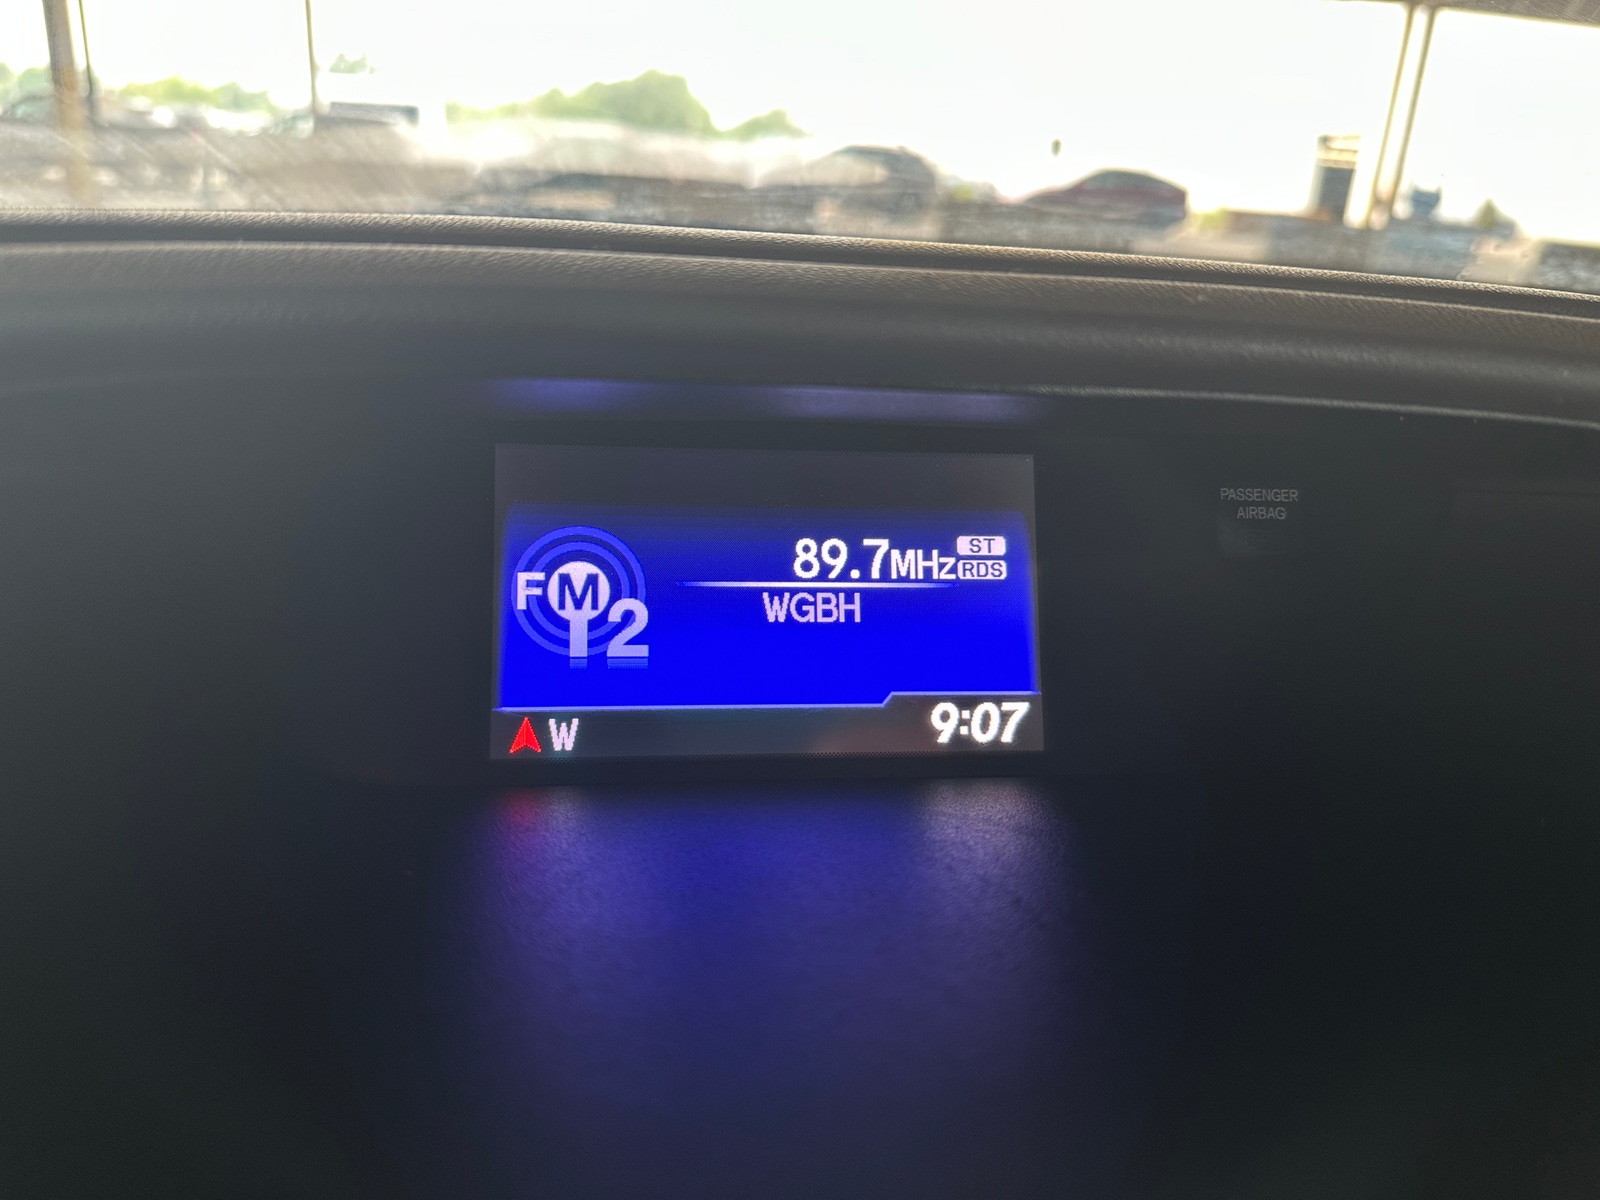 89.7MHz ST
RDS
FM 2
WGBH
W 9:07
PASSENGER
AIRBAG